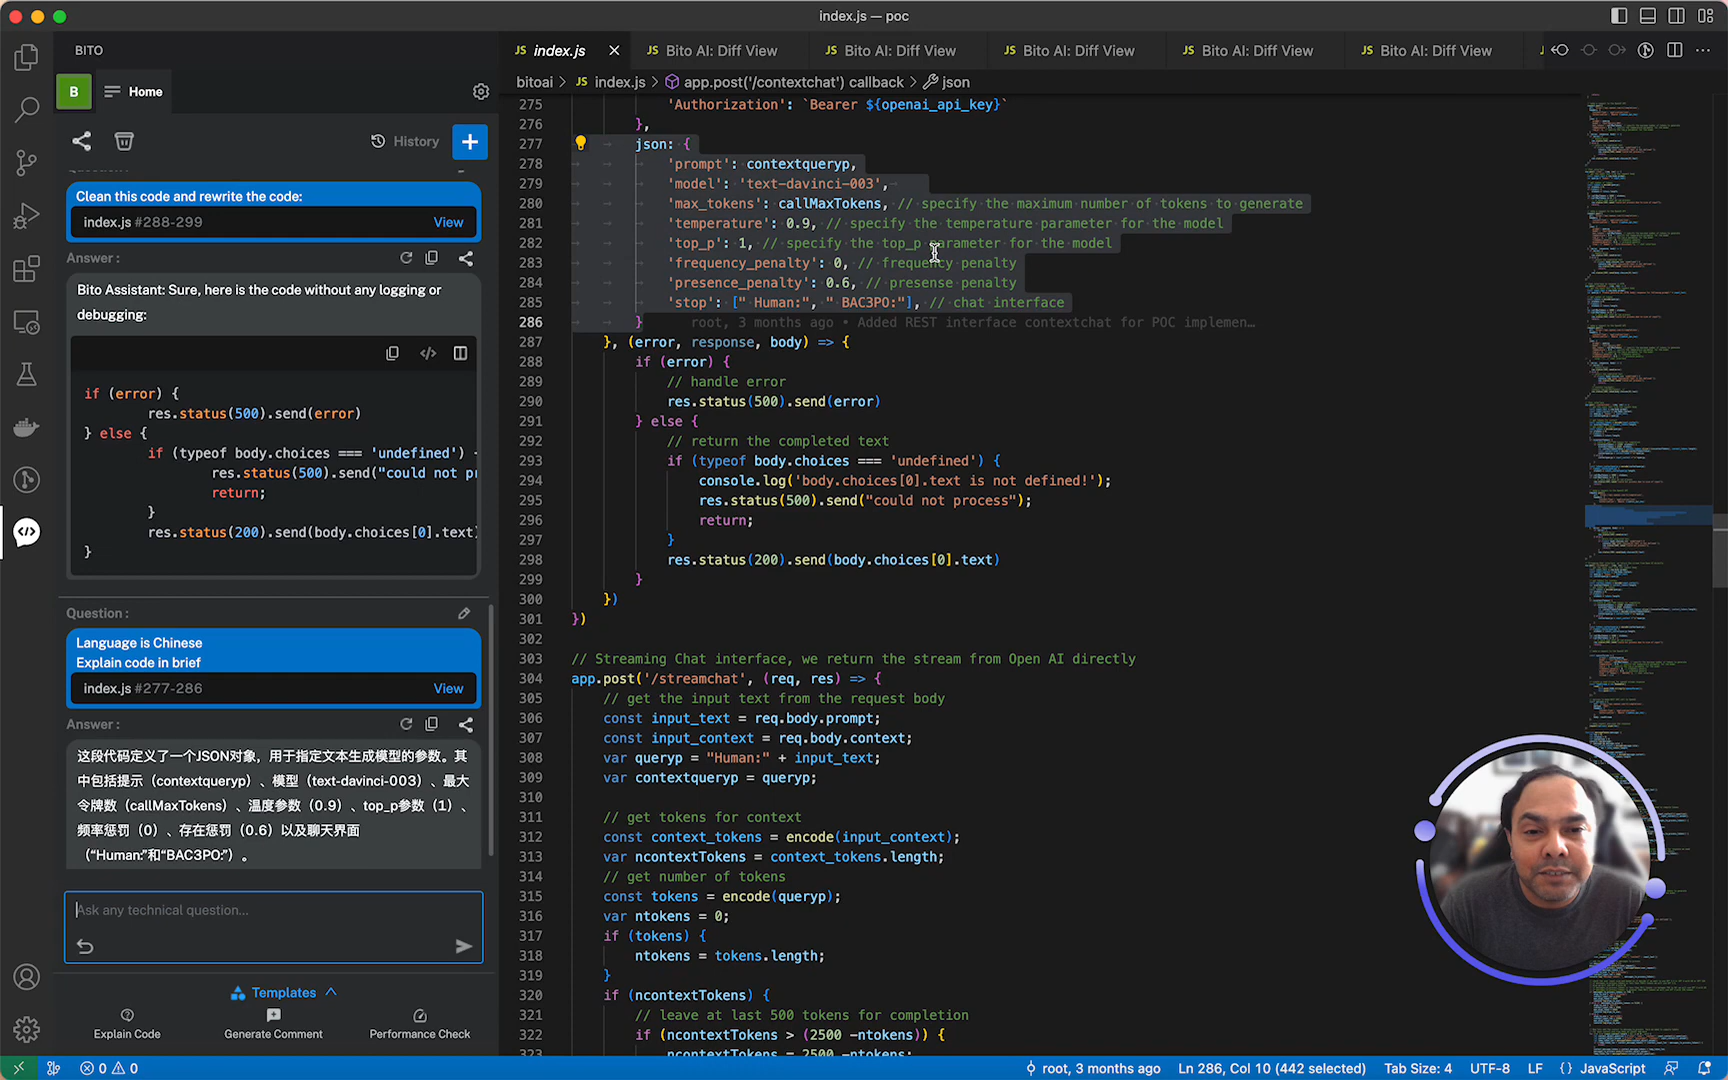 index.js — poc
BITO
B
Home
History
Clean this code and rewrite the code:
index.js #288-299
View
Answer :
Bito Assistant: Sure, here is the code without any logging or
debugging:
if (error) {
res.status(500).send(error)
} else {
if (typeof body.choices === 'undefined')
res.status(500).send("could not pr
return;
}
res.status(200).send(body.choices[0].text)
}
Question :
Language is Chinese
Explain code in brief
index.js #277-286
View
Answer :
这段代码定义了一个JSON对象，用于指定文本生成模型的参数。其
中包括提示（contextqueryp）、模型（text-davinci-003）、最大
令牌数（callMaxTokens）、温度参数（0.9）、top_p参数（1）、
频率惩罚（0）、存在惩罚（0.6）以及聊天界面
（“Human:”和“BAC3PO:”）。
Ask any technical question...
Templates
Explain Code
Generate Comment
Performance Check
JS index.js
JS Bito AI: Diff View
JS Bito AI: Diff View
JS Bito AI: Diff View
JS Bito AI: Diff View
JS Bito AI: Diff View
bitoai > JS index.js > app.post('/contextchat') callback > json
275 'Authorization': `Bearer ${openai_api_key}`
276 },
277 json: {
278 'prompt': contextqueryp,
279 'model': 'text-davinci-003',
280 'max_tokens': callMaxTokens, // specify the maximum number of tokens to generate
281 'temperature': 0.9, // specify the temperature parameter for the model
282 'top_p': 1, // specify the top_p parameter for the model
283 'frequency_penalty': 0, // frequency penalty
284 'presence_penalty': 0.6, // presense penalty
285 'stop': [" Human:", " BAC3PO:"], // chat interface
286 } root, 3 months ago • Added REST interface contextchat for POC implemen…
287 }, (error, response, body) => {
288 if (error) {
289 // handle error
290 res.status(500).send(error)
291 } else {
292 // return the completed text
293 if (typeof body.choices === 'undefined') {
294 console.log('body.choices[0].text is not defined!');
295 res.status(500).send("could not process");
296 return;
297 }
298 res.status(200).send(body.choices[0].text)
299 }
300 })
301 })
302
303 // Streaming Chat interface, we return the stream from Open AI directly
304 app.post('/streamchat', (req, res) => {
305 // get the input text from the request body
306 const input_text = req.body.prompt;
307 const input_context = req.body.context;
308 var queryp = "Human:" + input_text;
309 var contextqueryp = queryp;
310
311 // get tokens for context
312 const context_tokens = encode(input_context);
313 var ncontextTokens = context_tokens.length;
314 // get number of tokens
315 const tokens = encode(queryp);
316 var ntokens = 0;
317 if (tokens) {
318 ntokens = tokens.length;
319 }
320 if (ncontextTokens) {
321 // leave at last 500 tokens for completion
322 if (ncontextTokens > (2500 -ntokens)) {
323 ncontextTokens = 2500 -ntokens;
0 0
root, 3 months ago
Ln 286, Col 10 (442 selected)
Tab Size: 4
UTF-8
LF
{} JavaScript